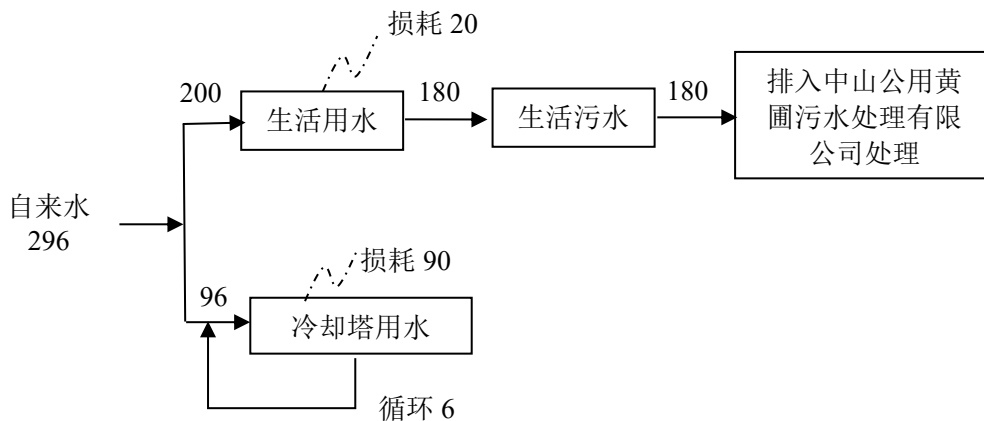 损耗 20
200
生活用水
180
生活污水
180
排入中山公用黄
圃污水处理有限
公司处理
自来水
296
损耗 90
96
冷却塔用水
循环 6